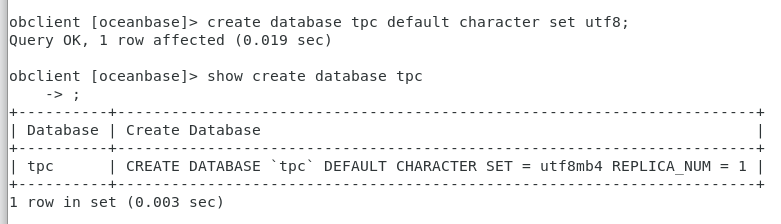 obclient [oceanbase]> create database tpc default character set utf8;
Query OK, 1 row affected (0.019 sec)
obclient [oceanbase]> show create database tpc
    -> ;
+----------+-----------------------------------------------------------------------+
| Database | Create Database                                                       |
+----------+-----------------------------------------------------------------------+
| tpc      | CREATE DATABASE `tpc` DEFAULT CHARACTER SET = utf8mb4 REPLICA_NUM = 1 |
+----------+-----------------------------------------------------------------------+
1 row in set (0.003 sec)